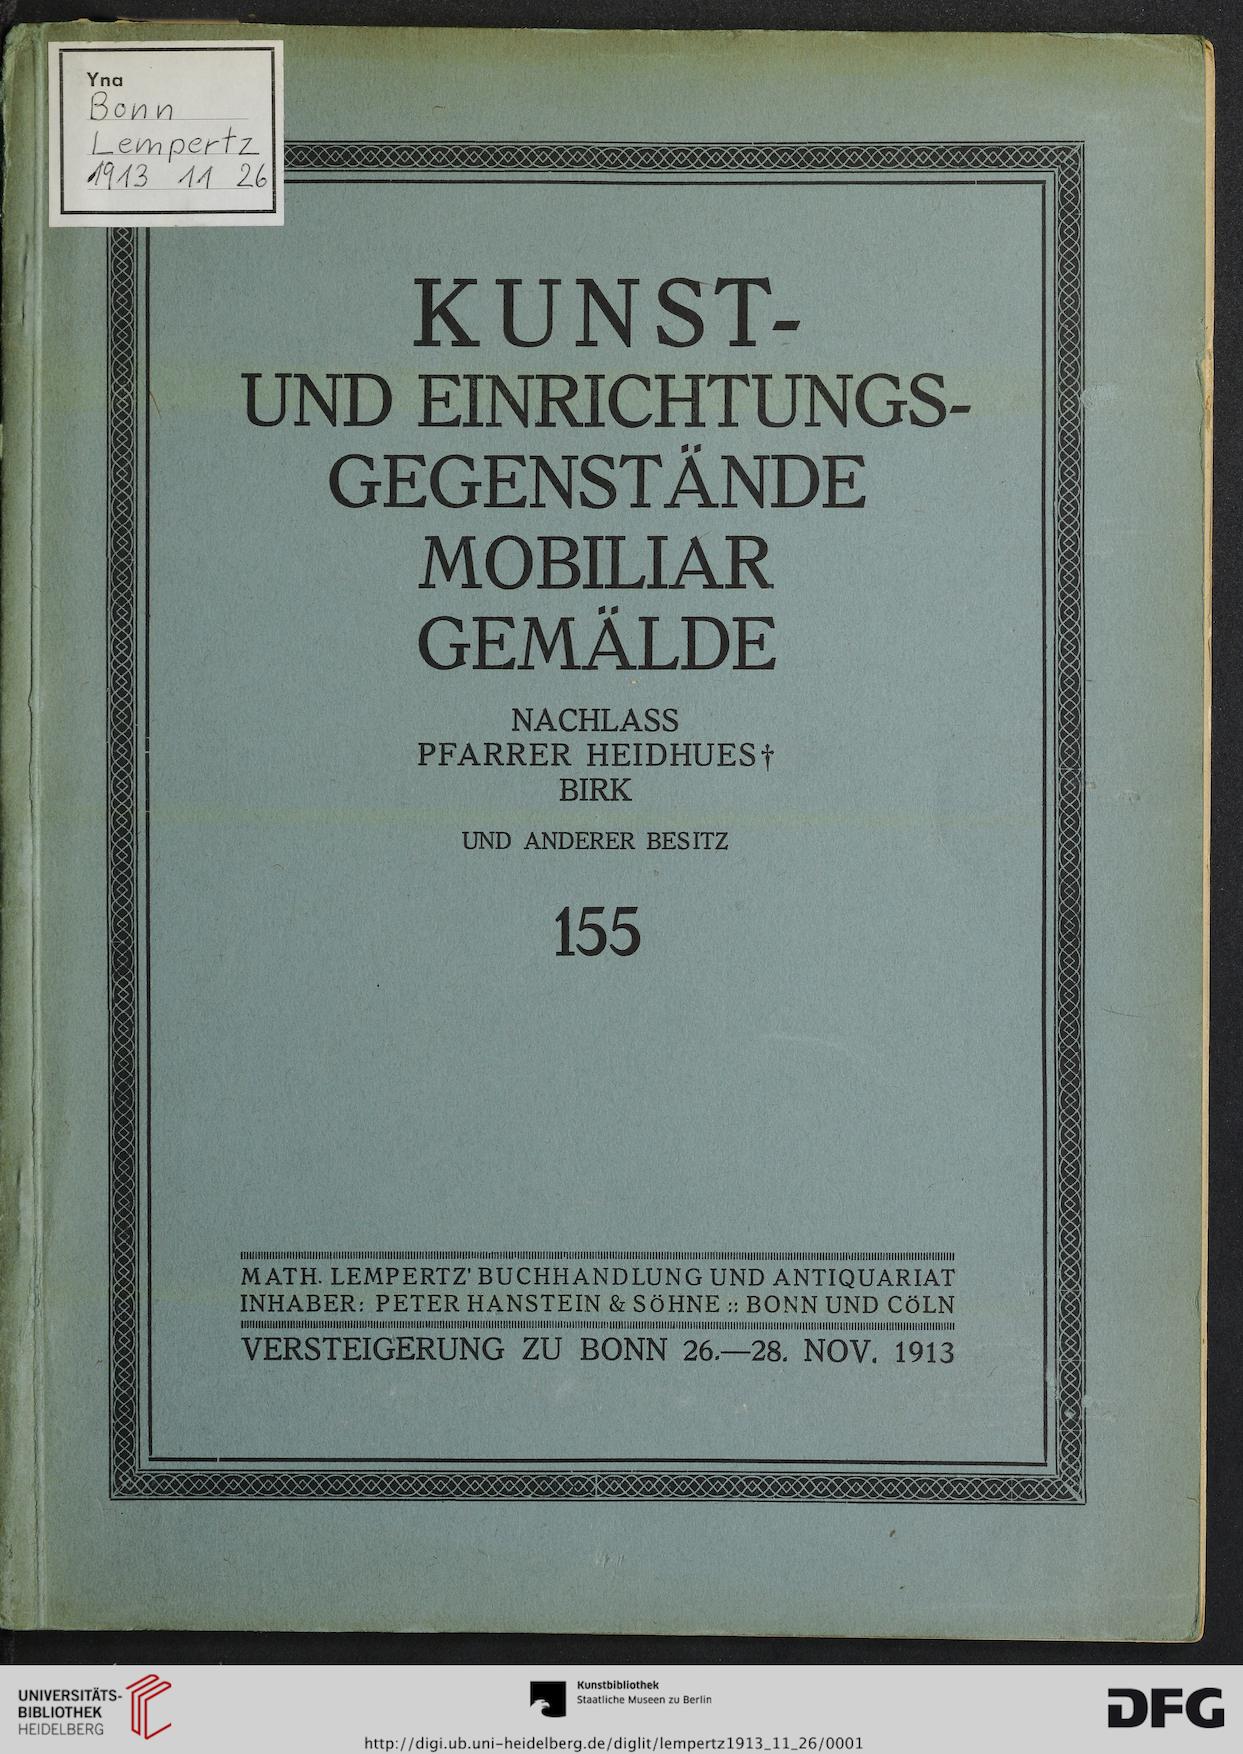 Yna
Bonn
Lempertz
1913 11 26
KUNST-
UND EINRICHTUNGS-
GEGENSTÄNDE
MOBILIAR
GEMÄLDE
NACHLASS
PFARRER HEIDHUES†
BIRK
UND ANDERER BESITZ
155
MATH. LEMPERTZ' BUCHHANDLUNG UND ANTIQUARIAT
INHABER: PETER HANSTEIN & SÖHNE :: BONN UND CÖLN
VERSTEIGERUNG ZU BONN 26.—28. NOV. 1913
UNIVERSITÄTS-
BIBLIOTHEK
HEIDELBERG
Kunstbibliothek
Staatliche Museen zu Berlin
DFG
http://digi.ub.uni-heidelberg.de/diglit/lempertz1913_11_26/0001